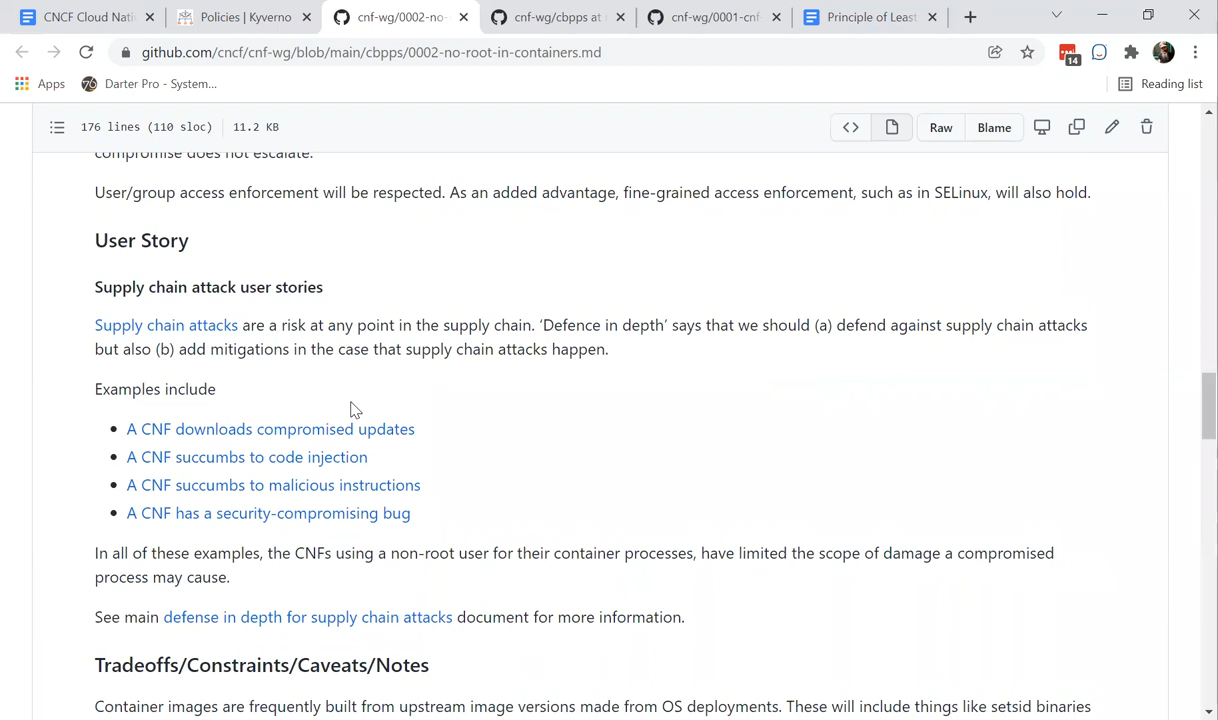 CNCF Cloud Nati
Policies | Kyverno
cnf-wg/0002-no-
cnf-wg/cbpps at
cnf-wg/0001-cnf
Principle of Least
github.com/cncf/cnf-wg/blob/main/cbpps/0002-no-root-in-containers.md
14
Apps
76
Darter Pro - System...
Reading list
176 lines (110 sloc)
11.2 KB
Raw
Blame
compromise does not escalate.
User/group access enforcement will be respected. As an added advantage, fine-grained access enforcement, such as in SELinux, will also hold.
User Story
Supply chain attack user stories
Supply chain attacks are a risk at any point in the supply chain. ‘Defence in depth’ says that we should (a) defend against supply chain attacks
but also (b) add mitigations in the case that supply chain attacks happen.
Examples include
• A CNF downloads compromised updates
• A CNF succumbs to code injection
• A CNF succumbs to malicious instructions
• A CNF has a security-compromising bug
In all of these examples, the CNFs using a non-root user for their container processes, have limited the scope of damage a compromised
process may cause.
See main defense in depth for supply chain attacks document for more information.
Tradeoffs/Constraints/Caveats/Notes
Container images are frequently built from upstream image versions made from OS deployments. These will include things like setsid binaries